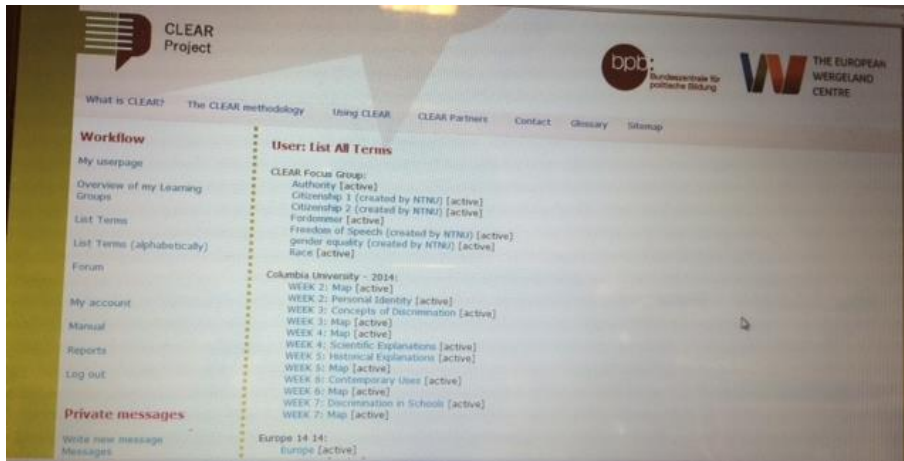 CLEAR
Project
bpb:
Bundeszentrale für
politische Bildung
THE EUROPEAN
WERGELAND
CENTRE
What is CLEAR? The CLEAR methodology Using CLEAR CLEAR Partners Contact Glossary Sitemap
Workflow
My userpage
Overview of my Learning
Groups
List Terms
List Terms (alphabetically)
Forum
My account
Manual
Reports
Log out
Private messages
Write new message
Messages
User: List All Terms
CLEAR Focus Group:
Authority [active]
Citizenship 1 (created by NTNU) [active]
Citizenship 2 (created by NTNU) [active]
Fordommer [active]
Freedom of Speech (created by NTNU) [active]
gender equality (created by NTNU) [active]
Race [active]
Columbia University - 2014:
WEEK 2: Map [active]
WEEK 2: Personal Identity [active]
WEEK 3: Concepts of Discrimination [active]
WEEK 3: Map [active]
WEEK 4: Map [active]
WEEK 4: Scientific Explanations [active]
WEEK 5: Historical Explanations [active]
WEEK 5: Map [active]
WEEK 6: Contemporary Uses [active]
WEEK 6: Map [active]
WEEK 7: Discrimination in Schools [active]
WEEK 7: Map [active]
Europe 14 14:
Europe [active]